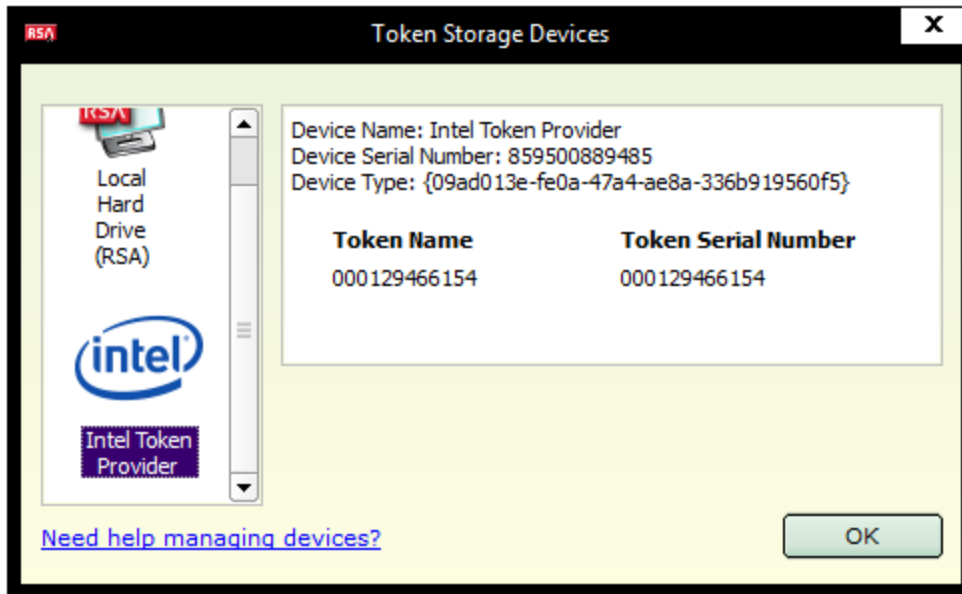 RSA
Token Storage Devices
X
RSA
Local
Hard
Drive
(RSA)
intel
Intel Token
Provider
Device Name: Intel Token Provider
Device Serial Number: 859500889485
Device Type: {09ad013e-fe0a-47a4-ae8a-336b919560f5}
Token Name Token Serial Number
000129466154 000129466154
Need help managing devices?
OK